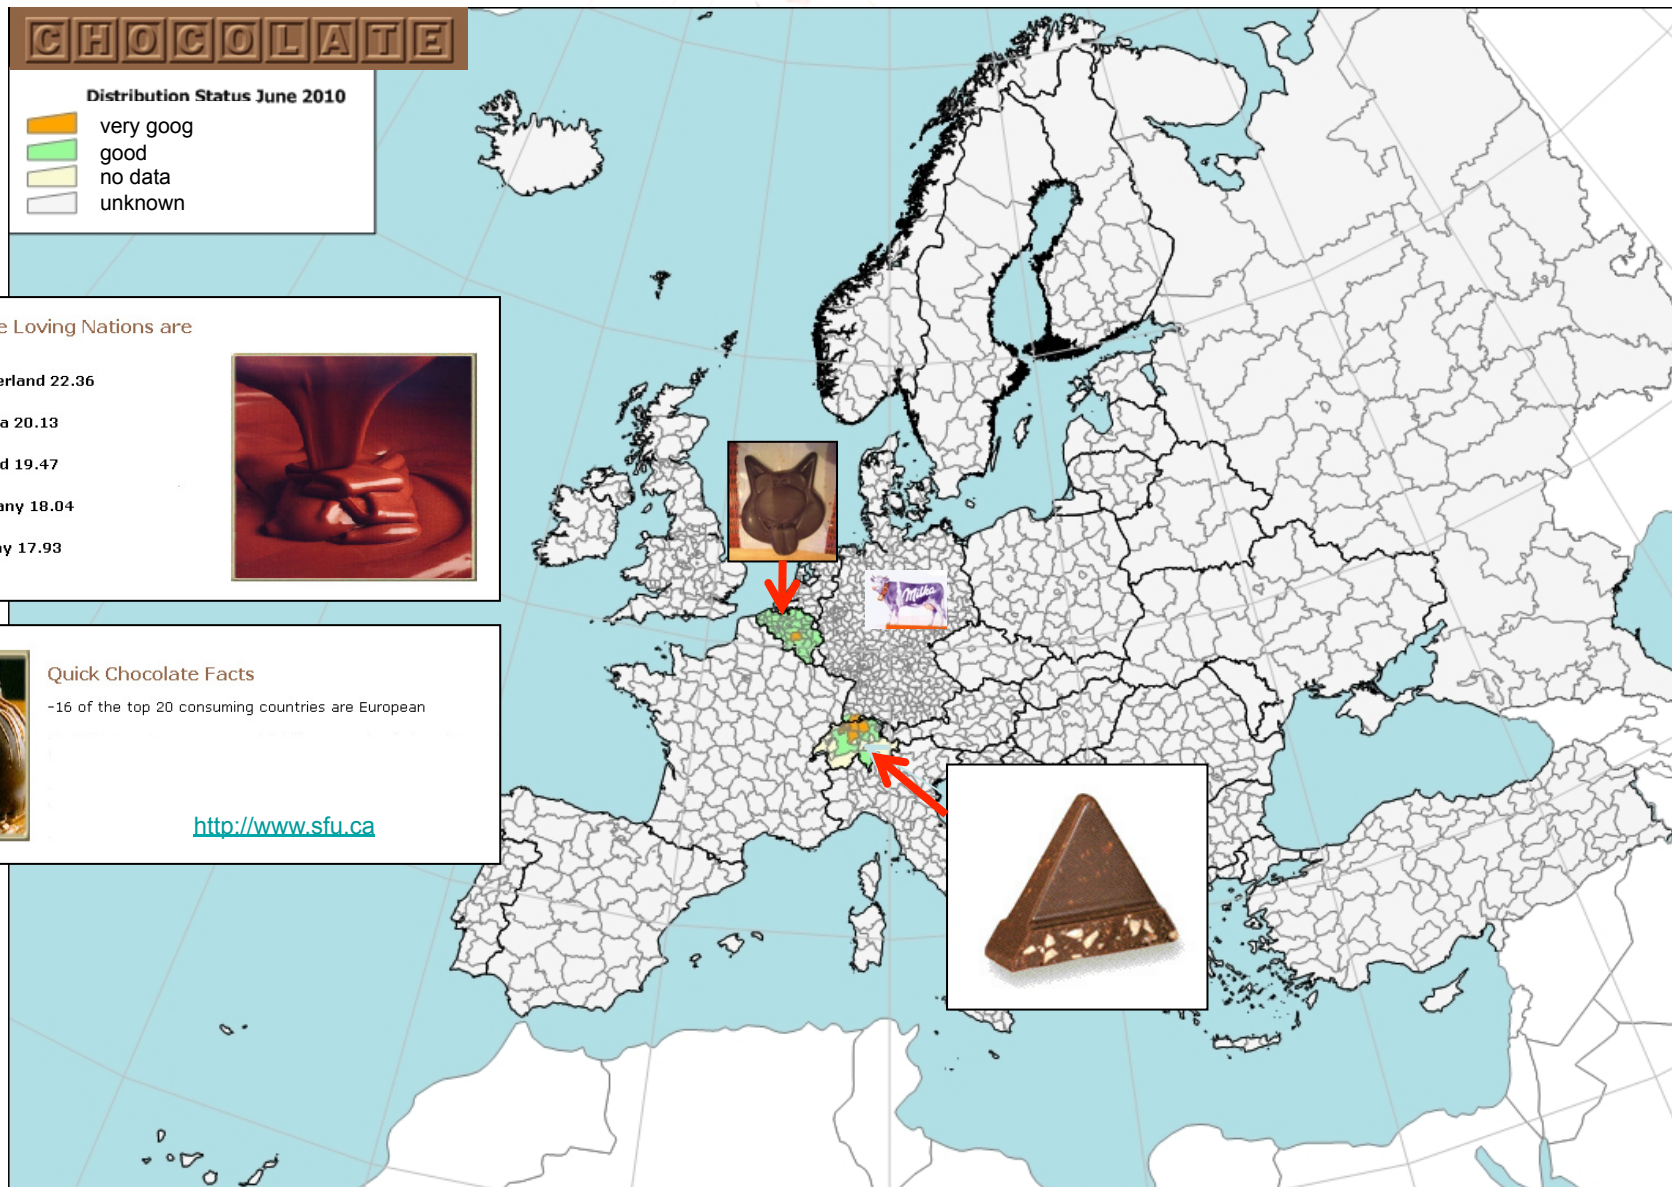 CHOCOLATE
Distribution Status June 2010
very goog
good
no data
unknown
e Loving Nations are
erland 22.36
a 20.13
d 19.47
any 18.04
y 17.93
Milka
Quick Chocolate Facts
-16 of the top 20 consuming countries are European
http://www.sfu.ca